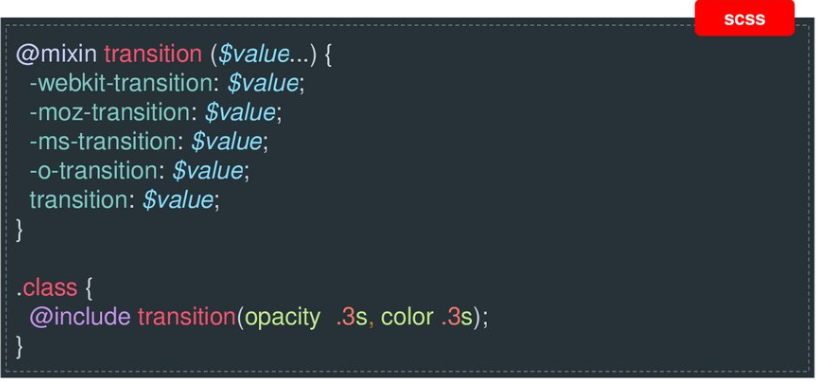 scss
@mixin transition ($value...) {
-webkit-transition: $value;
-moz-transition: $value;
-ms-transition: $value;
-o-transition: $value;
transition: $value;
}
.class {
@include transition(opacity .3s, color .3s);
}